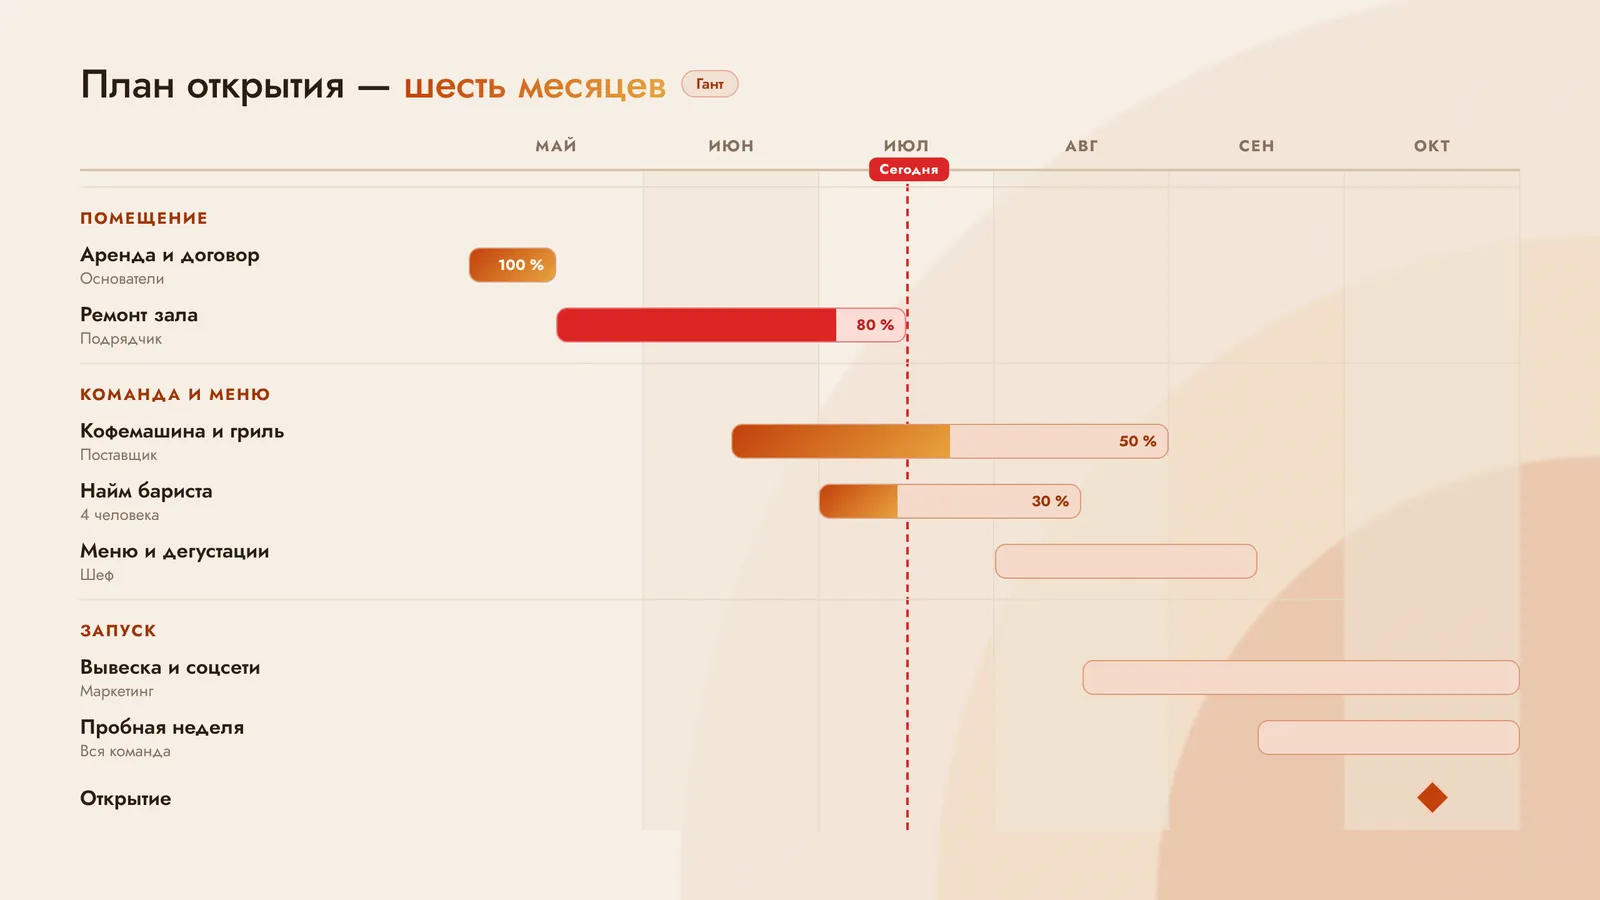 План открытия — шесть месяцев Гант
МАЙ ИЮН ИЮЛ АВГ СЕН ОКТ
Сегодня
ПОМЕЩЕНИЕ
Аренда и договор
Основатели
100 %
Ремонт зала
Подрядчик
80 %
КОМАНДА И МЕНЮ
Кофемашина и гриль
Поставщик
50 %
Найм бариста
4 человека
30 %
Меню и дегустации
Шеф
ЗАПУСК
Вывеска и соцсети
Маркетинг
Пробная неделя
Вся команда
Открытие